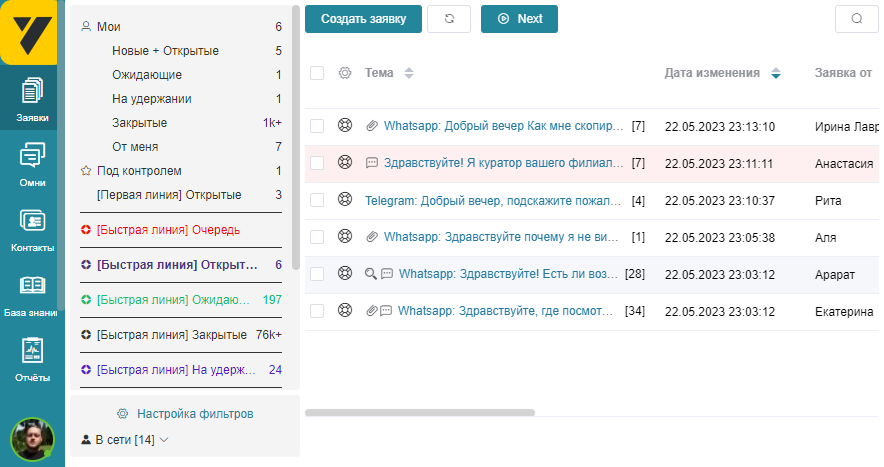 Заявки
Омни
Контакты
База знани
Отчёты
Мои 6
Новые + Открытые 5
Ожидающие 1
На удержании 1
Закрытые 1k+
От меня 7
Под контролем 1
[Первая линия] Открытые 3
[Быстрая линия] Очередь
[Быстрая линия] Открыт… 6
[Быстрая линия] Ожидаю… 197
[Быстрая линия] Закрытые 76k+
[Быстрая линия] На удерж… 24
Настройка фильтров
В сети [14]
Создать заявку Next
Тема Дата изменения Заявка от
Whatsapp: Добрый вечер Как мне скопир… [7] 22.05.2023 23:13:10 Ирина Лавр
Здравствуйте! Я куратор вашего филиал… [7] 22.05.2023 23:11:11 Анастасия
Telegram: Добрый вечер, подскажите пожал… [4] 22.05.2023 23:10:37 Рита
Whatsapp: Здравствуйте почему я не ви… [1] 22.05.2023 23:05:38 Аля
Whatsapp: Здравствуйте! Есть ли воз… [28] 22.05.2023 23:03:12 Арарат
Whatsapp: Здравствуйте, где посмот… [34] 22.05.2023 23:03:12 Екатерина